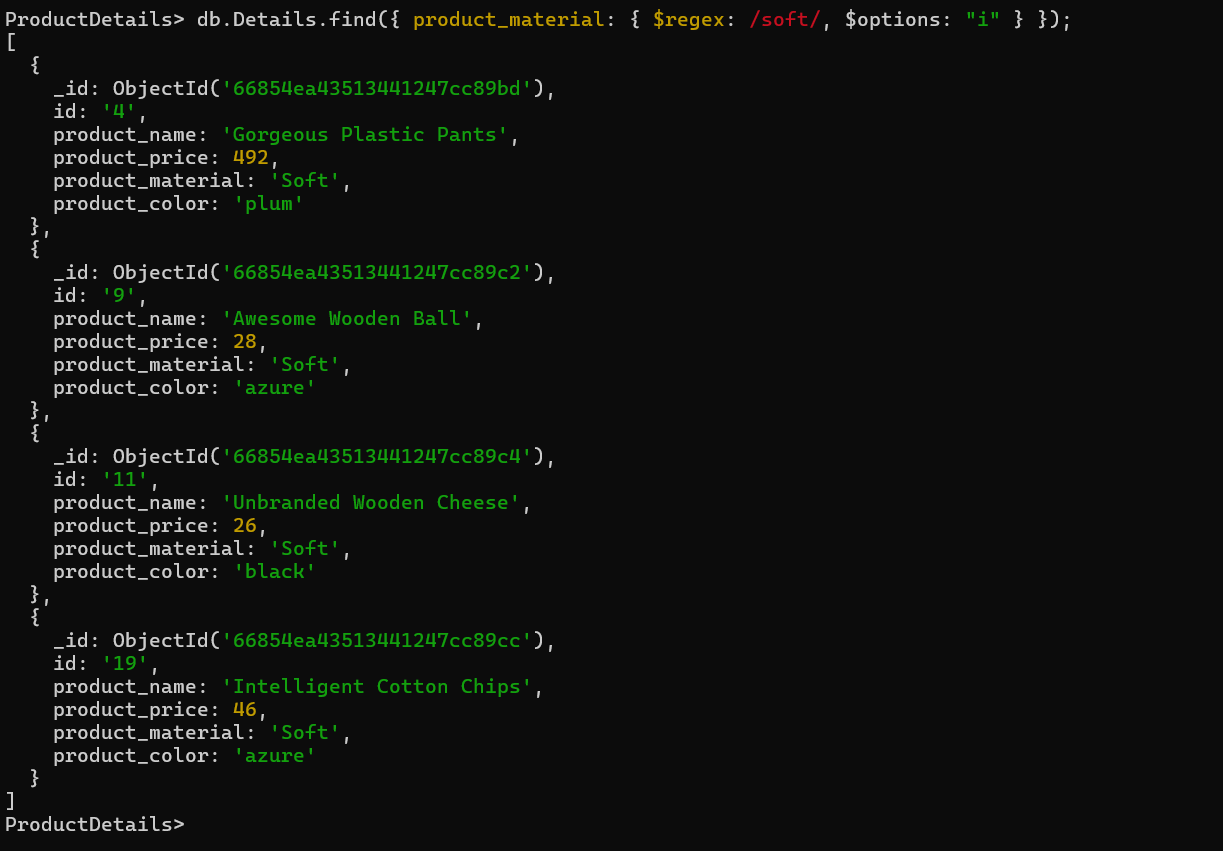 ProductDetails> db.Details.find({ product_material: { $regex: /soft/, $options: "i" } });
[
  {
    _id: ObjectId('66854ea43513441247cc89bd'),
    id: '4',
    product_name: 'Gorgeous Plastic Pants',
    product_price: 492,
    product_material: 'Soft',
    product_color: 'plum'
  },
  {
    _id: ObjectId('66854ea43513441247cc89c2'),
    id: '9',
    product_name: 'Awesome Wooden Ball',
    product_price: 28,
    product_material: 'Soft',
    product_color: 'azure'
  },
  {
    _id: ObjectId('66854ea43513441247cc89c4'),
    id: '11',
    product_name: 'Unbranded Wooden Cheese',
    product_price: 26,
    product_material: 'Soft',
    product_color: 'black'
  },
  {
    _id: ObjectId('66854ea43513441247cc89cc'),
    id: '19',
    product_name: 'Intelligent Cotton Chips',
    product_price: 46,
    product_material: 'Soft',
    product_color: 'azure'
  }
]
ProductDetails>